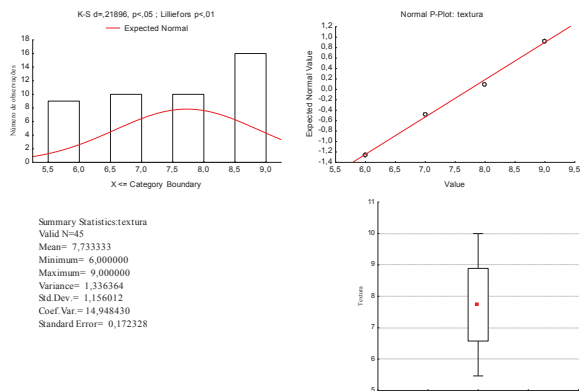 K-S d=,21896, p<,05 ; Lilliefors p<,01
Expected Normal
Número de observações
18
16
14
12
10
8
6
4
2
0
5,5 6,0 6,5 7,0 7,5 8,0 8,5 9,0
X <= Category Boundary
Normal P-Plot: textura
Expected Normal Value
1,2
1,0
0,8
0,6
0,4
0,2
0,0
-0,2
-0,4
-0,6
-0,8
-1,0
-1,2
-1,4
5,5 6,0 6,5 7,0 7,5 8,0 8,5 9,0 9,5
Value
Summary Statistics:textura
Valid N=45
Mean= 7,733333
Minimum= 6,000000
Maximum= 9,000000
Variance= 1,336364
Std.Dev.= 1,156012
Coef.Var.= 14,948430
Standard Error= 0,172328
Textura
11
10
9
8
7
6
5